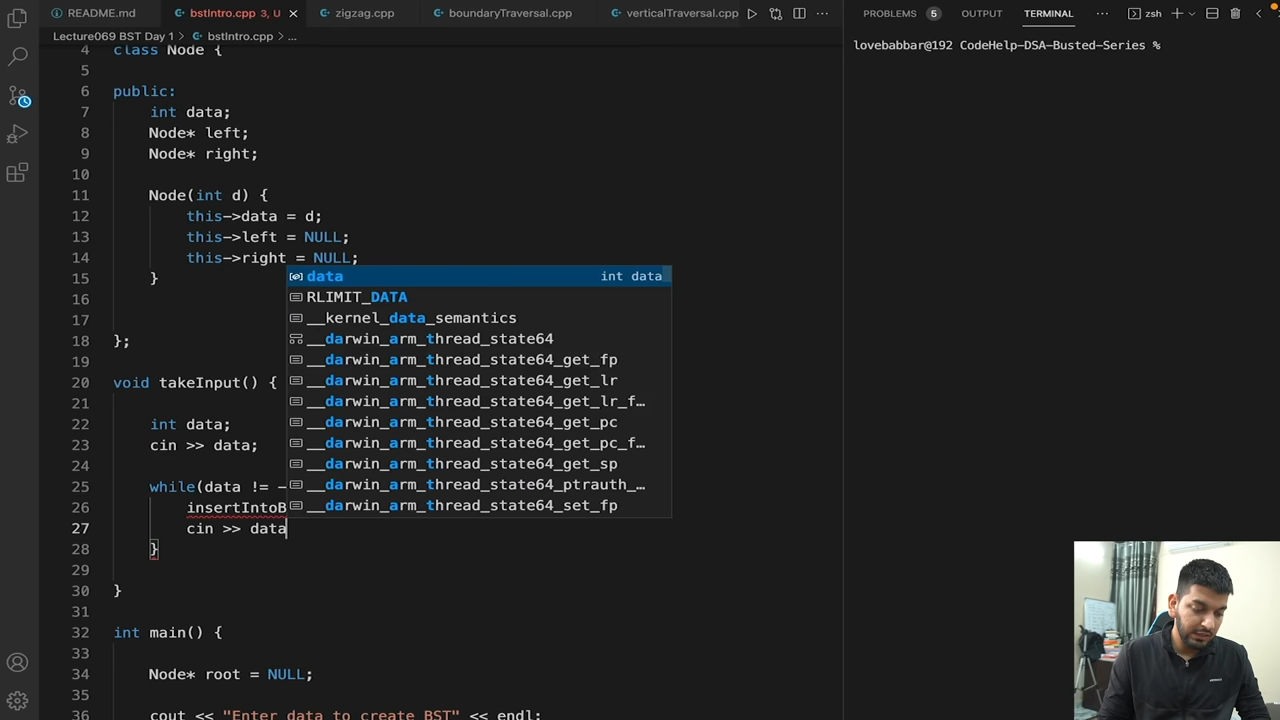 README.md
bstIntro.cpp 3, U
zigzag.cpp
boundaryTraversal.cpp
verticalTraversal.cpp
Lecture069 BST Day 1 > bstIntro.cpp > ...
4 class Node {
5
6 public:
7 int data;
8 Node* left;
9 Node* right;
10
11 Node(int d) {
12 this->data = d;
13 this->left = NULL;
14 this->right = NULL;
15 }
16
17
18 };
19
20 void takeInput() {
21
22 int data;
23 cin >> data;
24
25 while(data != -
26 insertIntoB
27 cin >> data
28 }
29
30 }
31
32 int main() {
33
34 Node* root = NULL;
35
36 cout << "Enter data to create BST" << endl;
data int data
RLIMIT_DATA
__kernel_data_semantics
__darwin_arm_thread_state64
__darwin_arm_thread_state64_get_fp
__darwin_arm_thread_state64_get_lr
__darwin_arm_thread_state64_get_lr_f…
__darwin_arm_thread_state64_get_pc
__darwin_arm_thread_state64_get_pc_f…
__darwin_arm_thread_state64_get_sp
__darwin_arm_thread_state64_ptrauth_…
__darwin_arm_thread_state64_set_fp
PROBLEMS 5 OUTPUT TERMINAL ... zsh
lovebabbar@192 CodeHelp-DSA-Busted-Series %